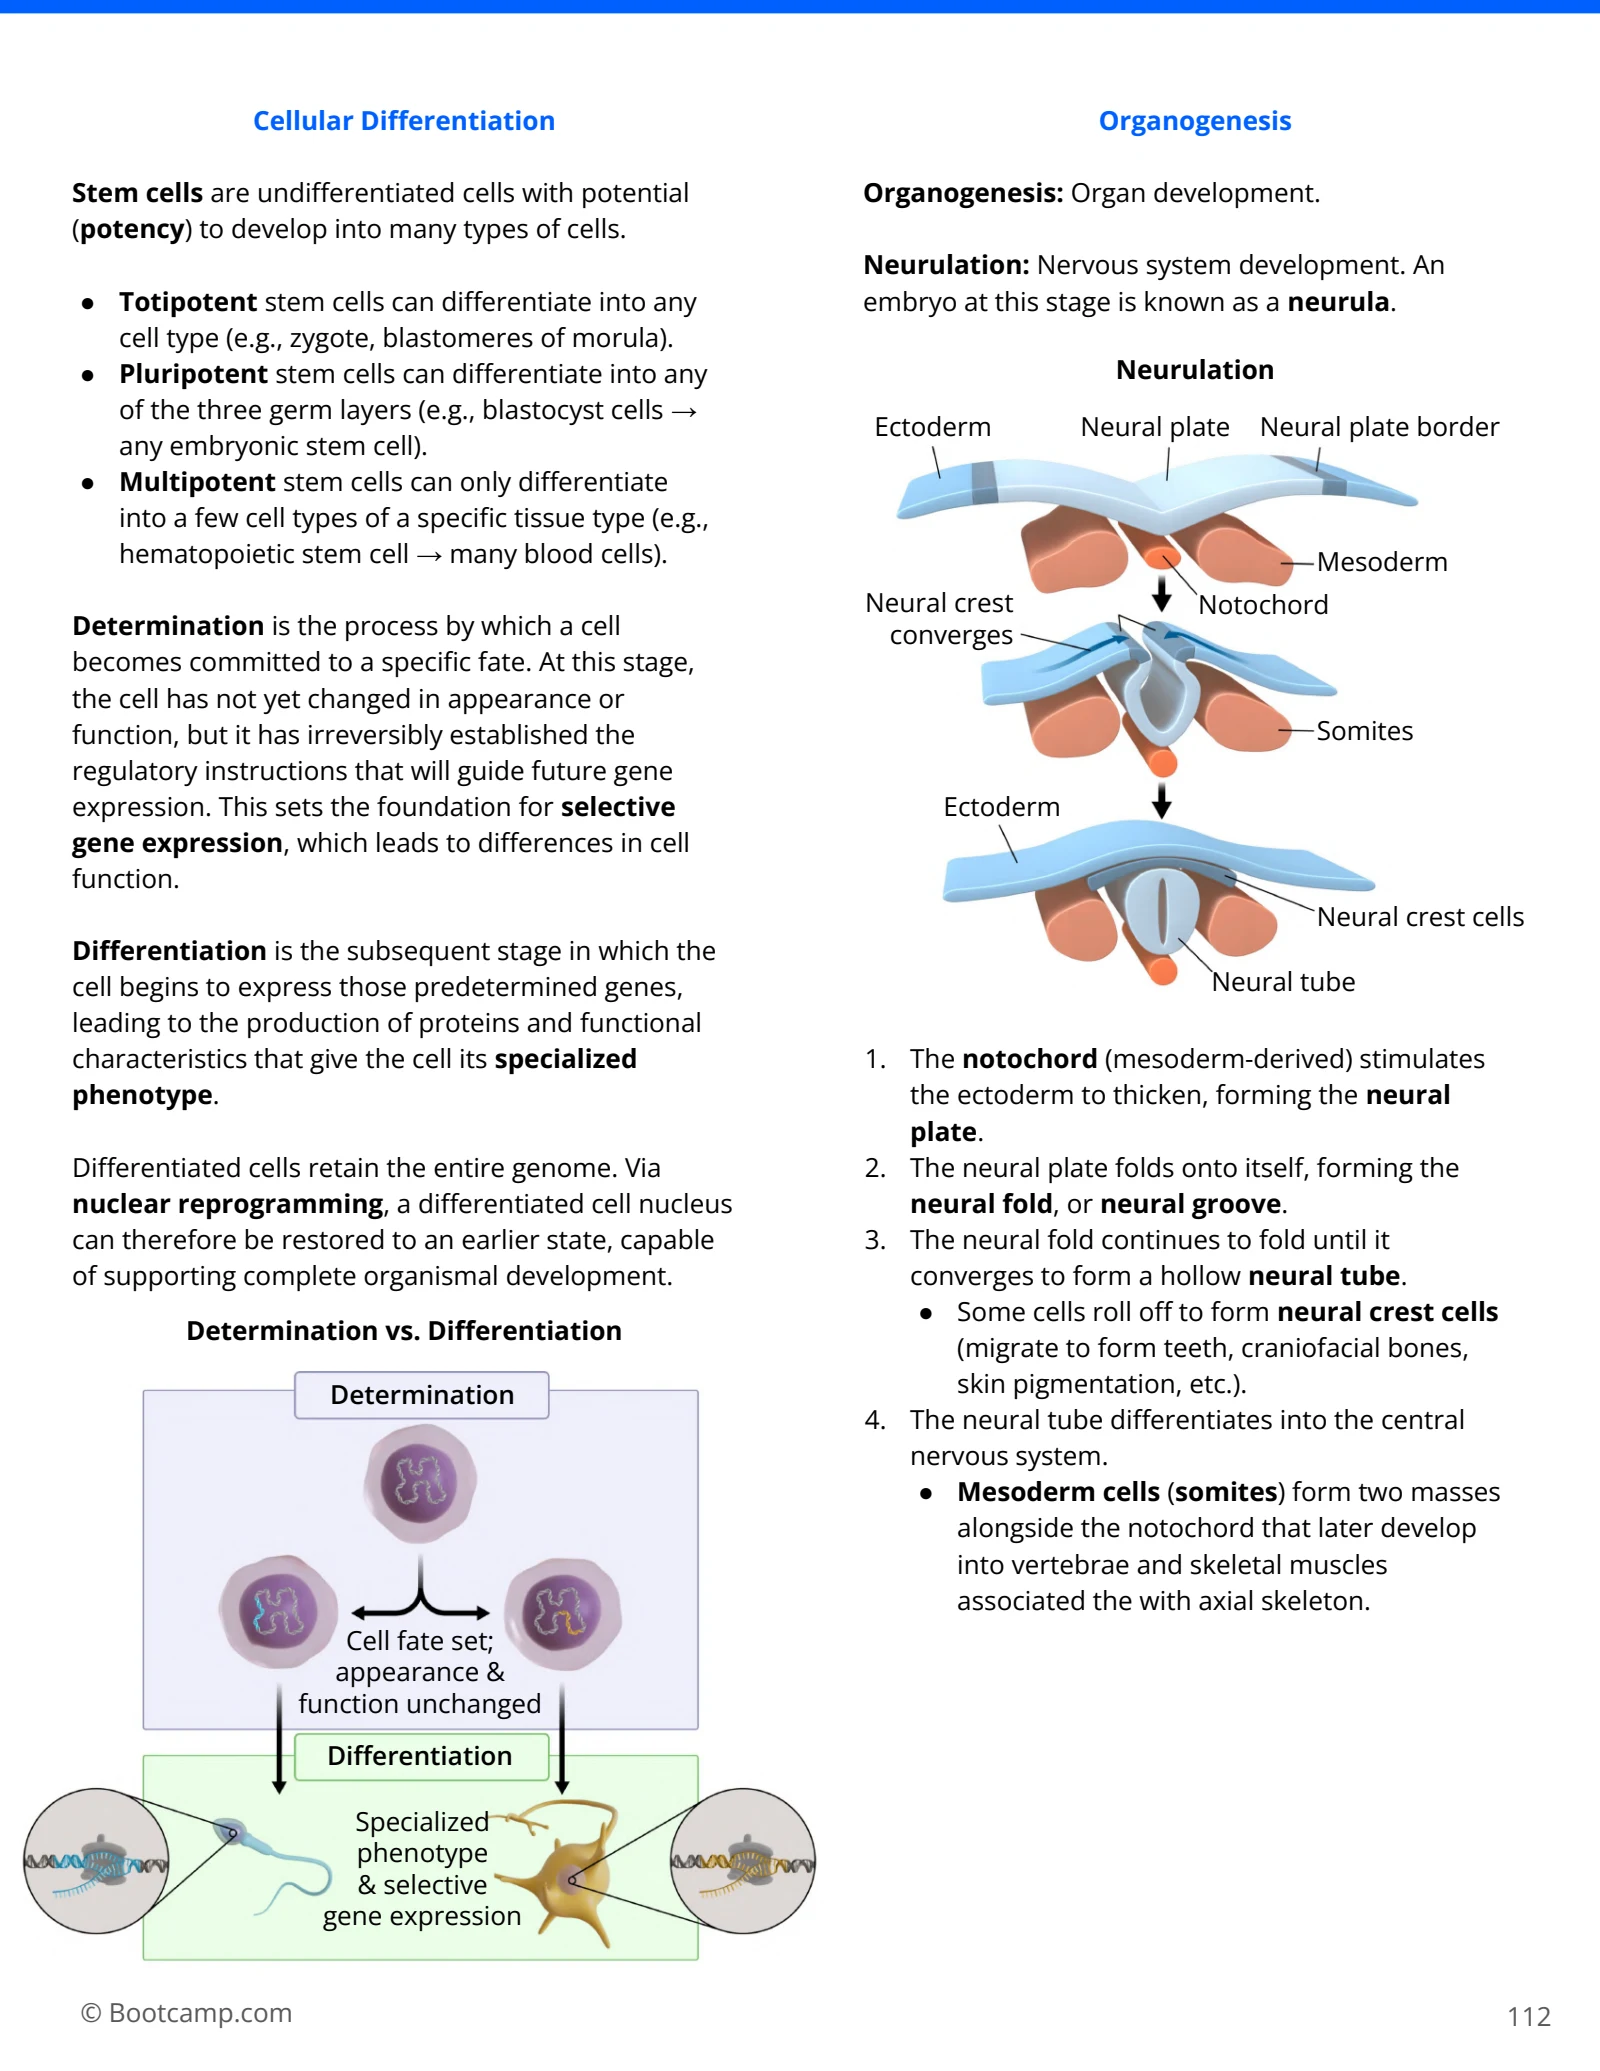 Cellular Differentiation
Stem cells are undifferentiated cells with potential
(potency) to develop into many types of cells.
● Totipotent stem cells can differentiate into any
cell type (e.g., zygote, blastomeres of morula).
● Pluripotent stem cells can differentiate into any
of the three germ layers (e.g., blastocyst cells →
any embryonic stem cell).
● Multipotent stem cells can only differentiate
into a few cell types of a specific tissue type (e.g.,
hematopoietic stem cell → many blood cells).
Determination is the process by which a cell
becomes committed to a specific fate. At this stage,
the cell has not yet changed in appearance or
function, but it has irreversibly established the
regulatory instructions that will guide future gene
expression. This sets the foundation for selective
gene expression, which leads to differences in cell
function.
Differentiation is the subsequent stage in which the
cell begins to express those predetermined genes,
leading to the production of proteins and functional
characteristics that give the cell its specialized
phenotype.
Differentiated cells retain the entire genome. Via
nuclear reprogramming, a differentiated cell nucleus
can therefore be restored to an earlier state, capable
of supporting complete organismal development.
Determination vs. Differentiation
Determination
Cell fate set;
appearance &
function unchanged
Differentiation
Specialized
phenotype
& selective
gene expression
Organogenesis
Organogenesis: Organ development.
Neurulation: Nervous system development. An
embryo at this stage is known as a neurula.
Neurulation
Ectoderm
Neural plate
Neural plate border
Mesoderm
Notochord
Neural crest
converges
Somites
Ectoderm
Neural crest cells
Neural tube
1. The notochord (mesoderm-derived) stimulates
the ectoderm to thicken, forming the neural
plate.
2. The neural plate folds onto itself, forming the
neural fold, or neural groove.
3. The neural fold continues to fold until it
converges to form a hollow neural tube.
● Some cells roll off to form neural crest cells
(migrate to form teeth, craniofacial bones,
skin pigmentation, etc.).
4. The neural tube differentiates into the central
nervous system.
● Mesoderm cells (somites) form two masses
alongside the notochord that later develop
into vertebrae and skeletal muscles
associated the with axial skeleton.
© Bootcamp.com
112